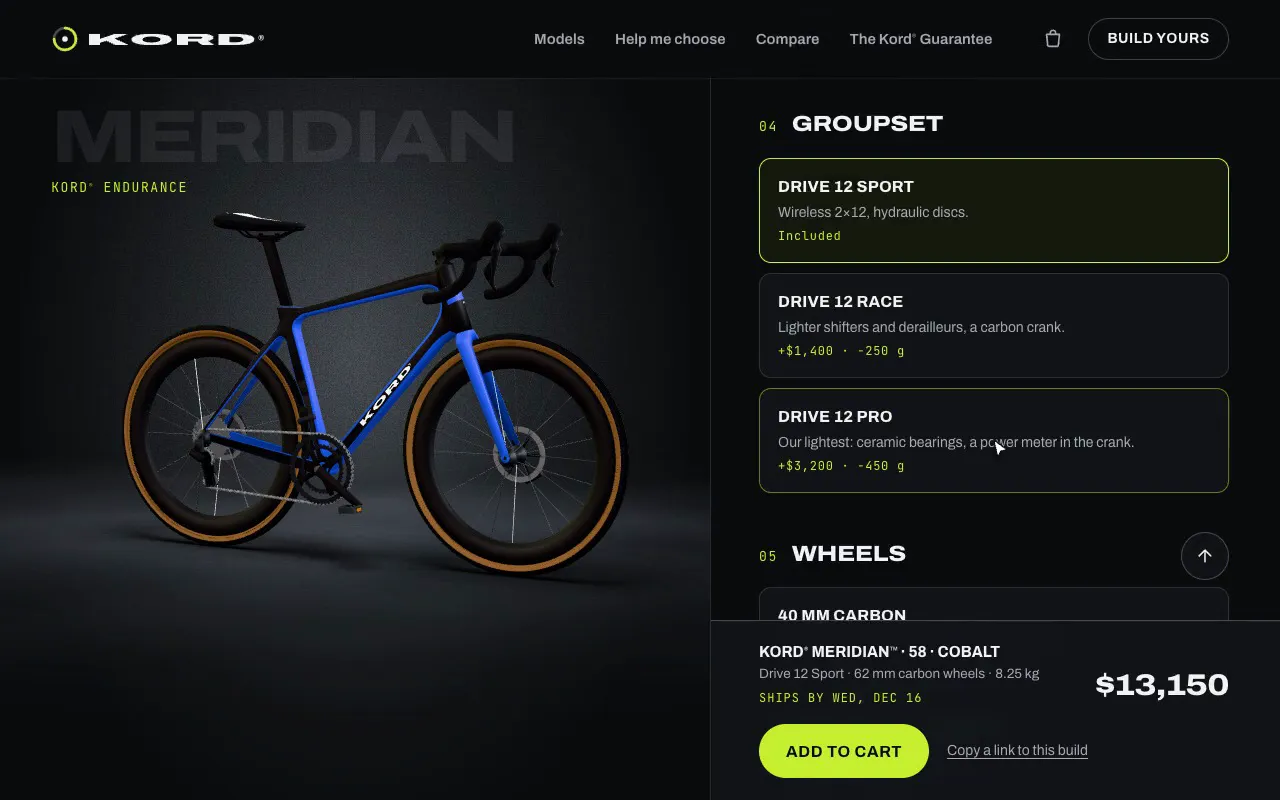 KORD®
Models
Help me choose
Compare
The Kord® Guarantee
BUILD YOURS
MERIDIAN
KORD® ENDURANCE
KORD
04 GROUPSET
DRIVE 12 SPORT
Wireless 2×12, hydraulic discs.
Included
DRIVE 12 RACE
Lighter shifters and derailleurs, a carbon crank.
+$1,400 · -250 g
DRIVE 12 PRO
Our lightest: ceramic bearings, a power meter in the crank.
+$3,200 · -450 g
05 WHEELS
40 MM CARBON
KORD® MERIDIAN™ · 58 · COBALT
Drive 12 Sport · 62 mm carbon wheels · 8.25 kg
SHIPS BY WED, DEC 16
$13,150
ADD TO CART
Copy a link to this build